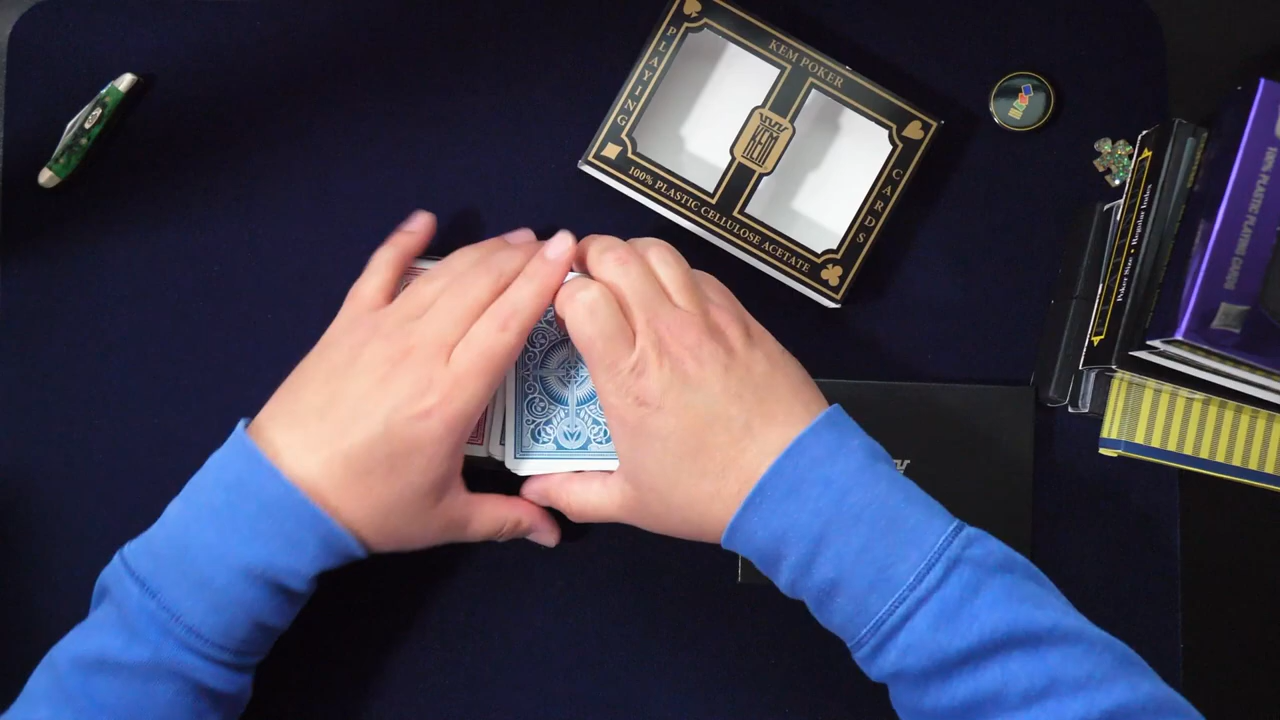 KEM POKER
PLAYING
KEM
CARDS
100% PLASTIC CELLULOSE ACETATE
Poker Size • Regular Index
100% PLASTIC PLAYING CARDS